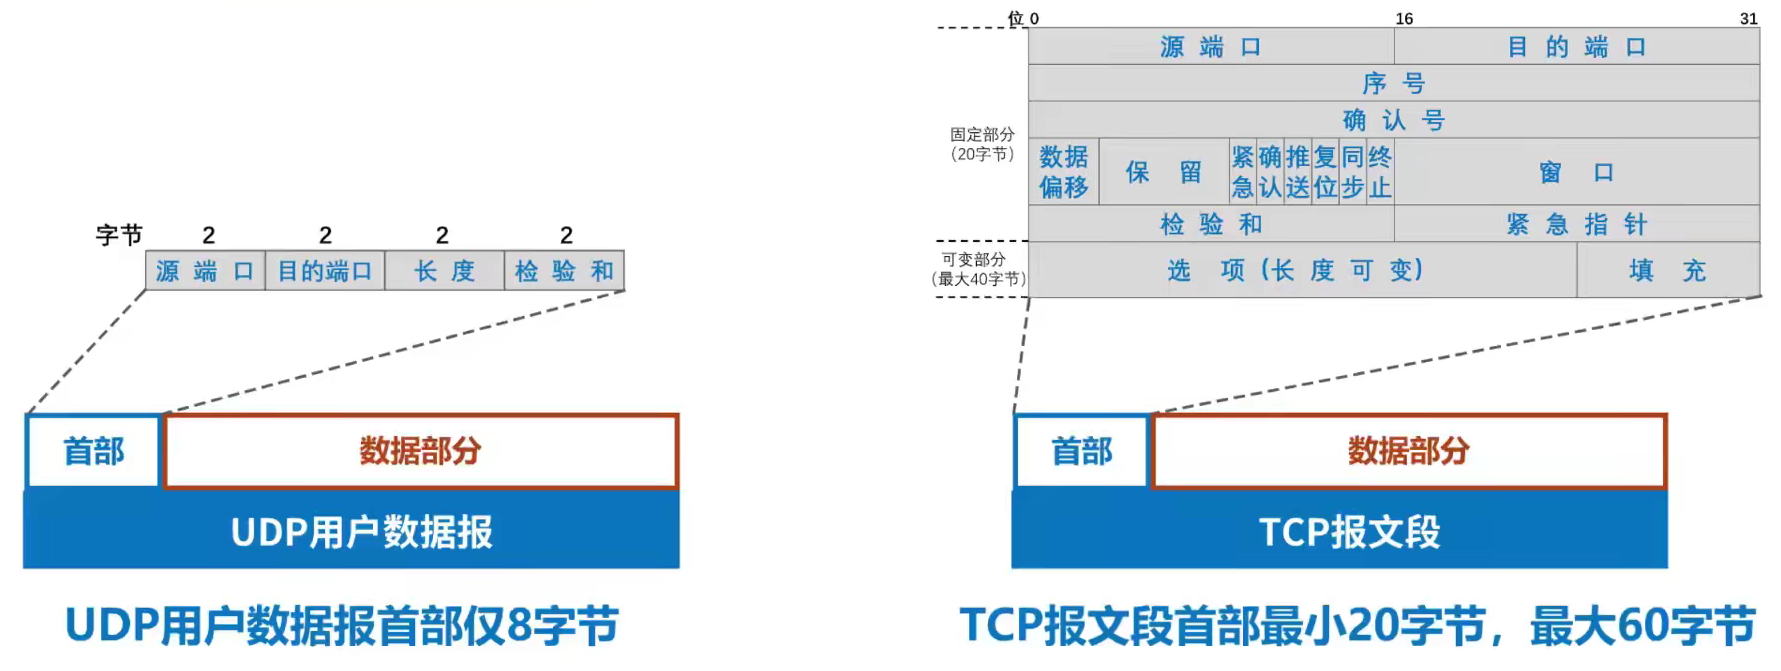 字节 2 2 2 2
源端口 目的端口 长度 检验和
首部 数据部分
UDP用户数据报
UDP用户数据报首部仅8字节
位 0 16 31
源端口 目的端口
序号
确认号
固定部分
（20字节）
数据偏移 保留 紧急 确认 推送 复位 同步 终止 窗口
检验和 紧急指针
可变部分
（最大40字节）
选项(长度可变) 填充
首部 数据部分
TCP报文段
TCP报文段首部最小20字节，最大60字节